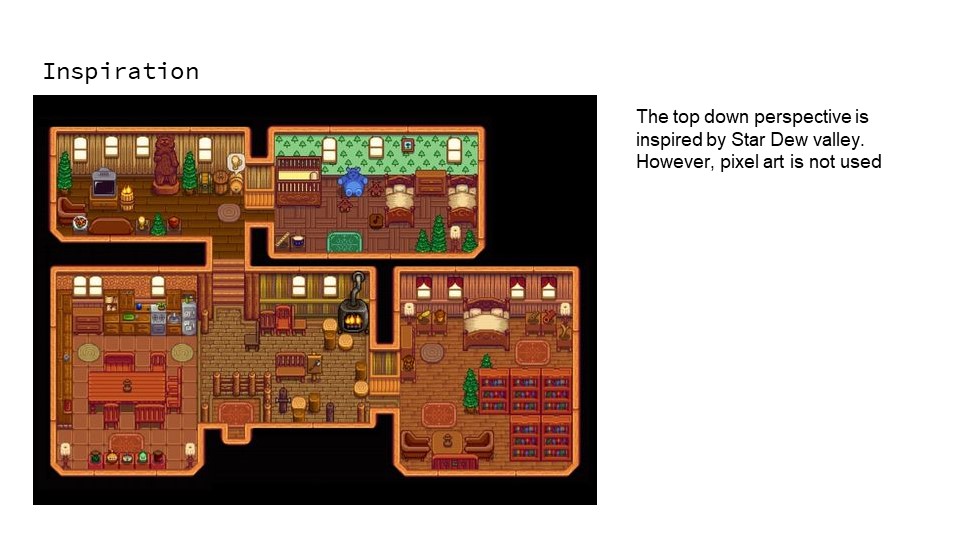 Inspiration
The top down perspective is
inspired by Star Dew valley.
However, pixel art is not used